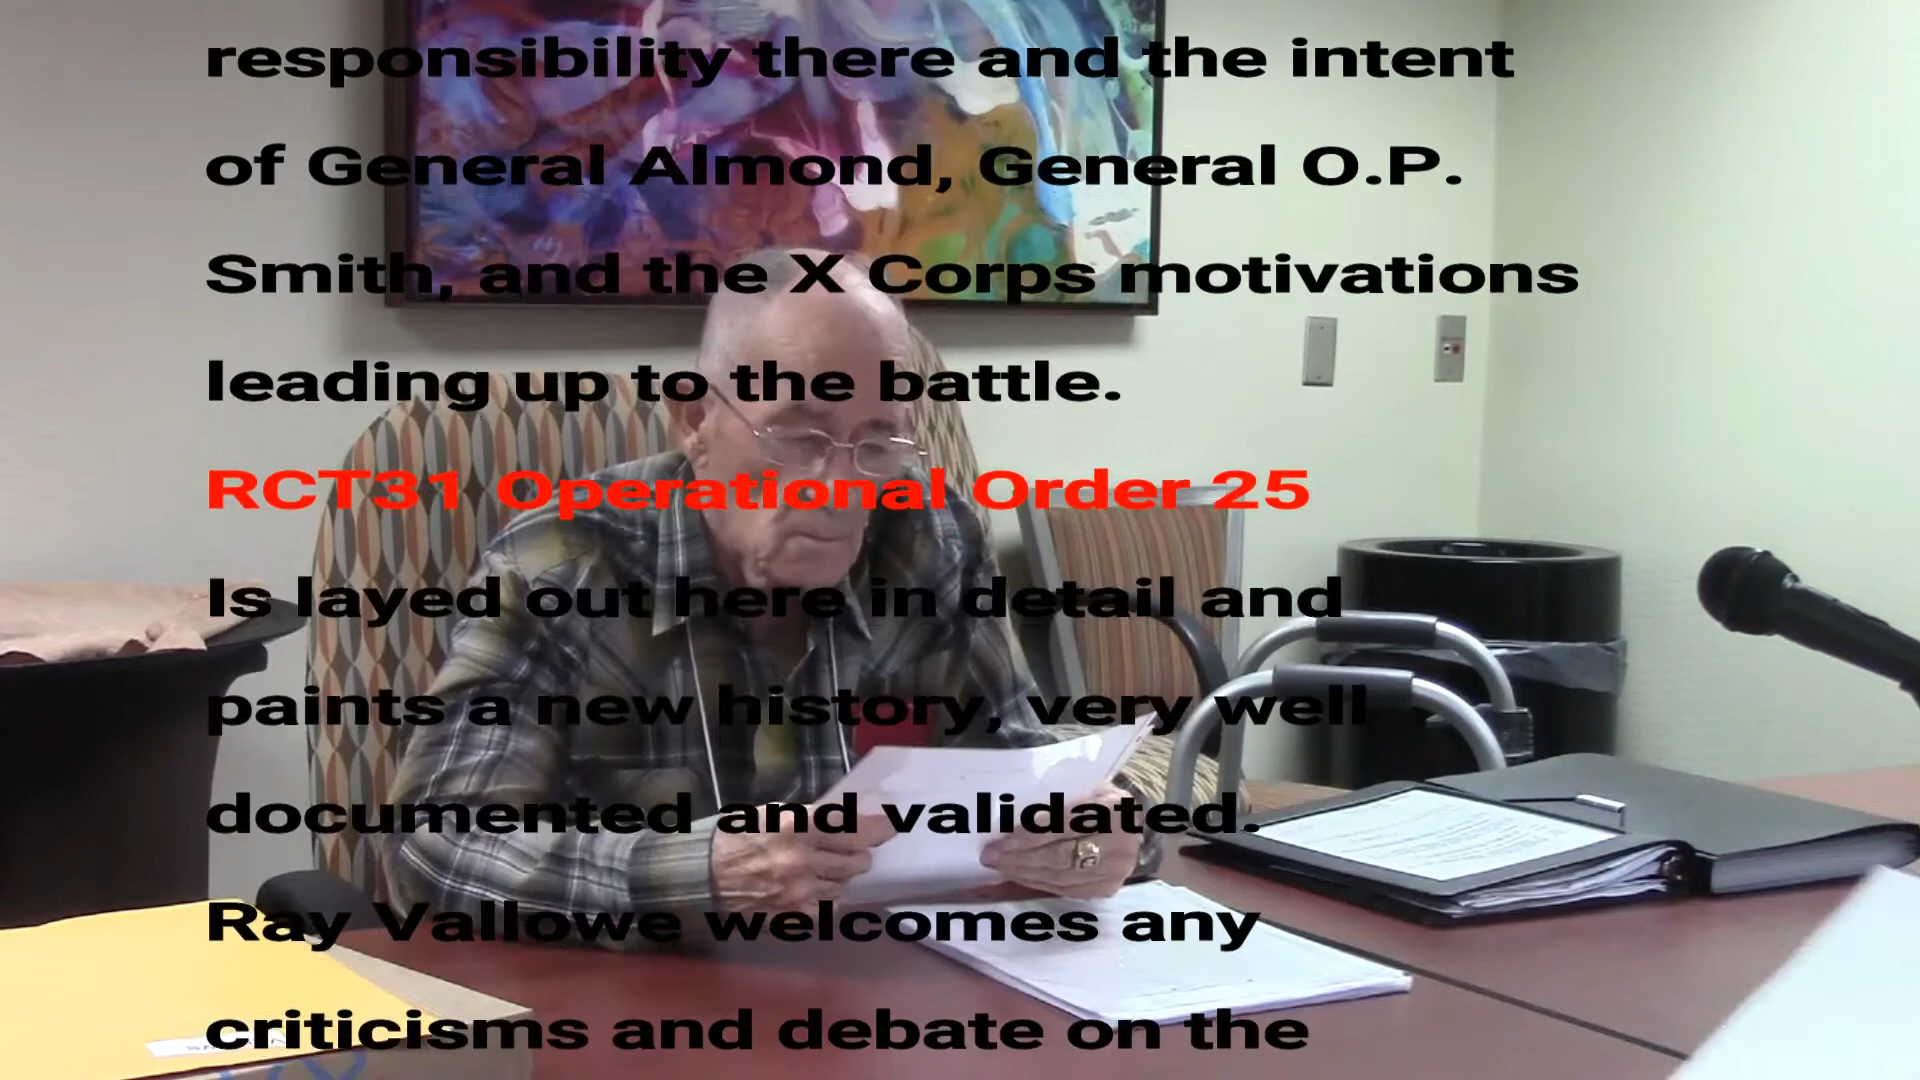 responsibility there and the intent
of General Almond, General O.P.
Smith, and the X Corps motivations
leading up to the battle.
RCT31 Operational Order 25
Is layed out here in detail and
paints a new history, very well
documented and validated.
Ray Vallowe welcomes any
criticisms and debate on the